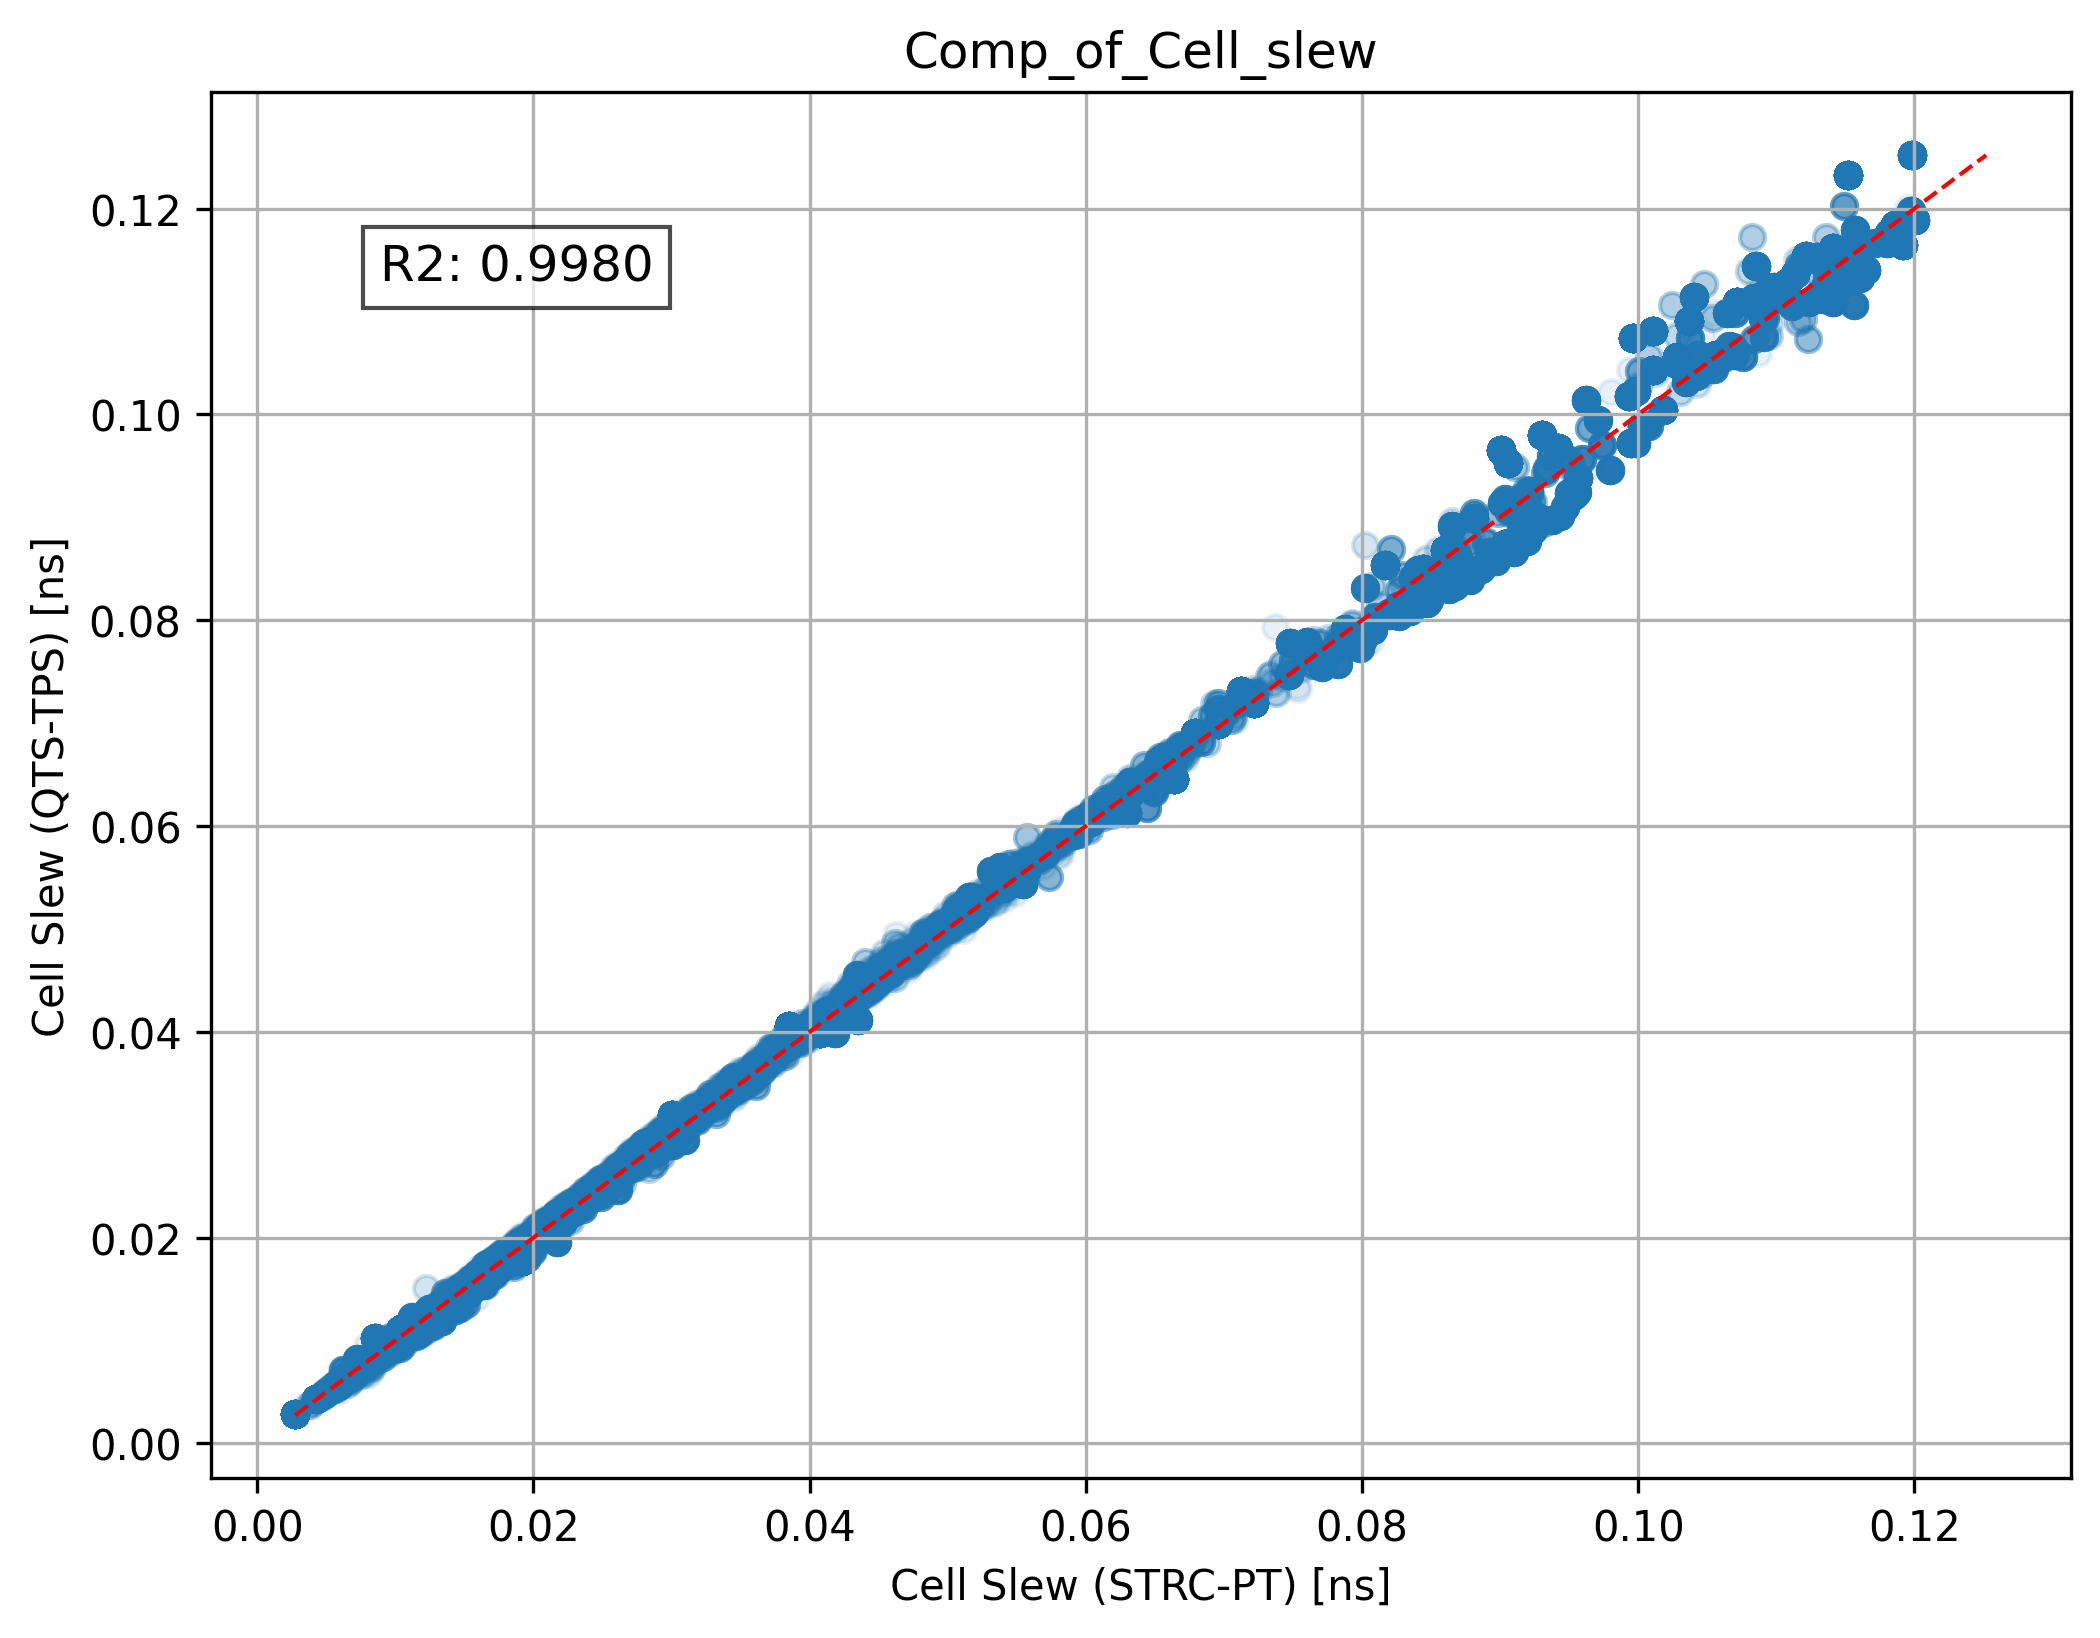 Comp_of_Cell_slew
R2: 0.9980
Cell Slew (QTS-TPS) [ns]
0.12
0.10
0.08
0.06
0.04
0.02
0.00
0.00 0.02 0.04 0.06 0.08 0.10 0.12
Cell Slew (STRC-PT) [ns]